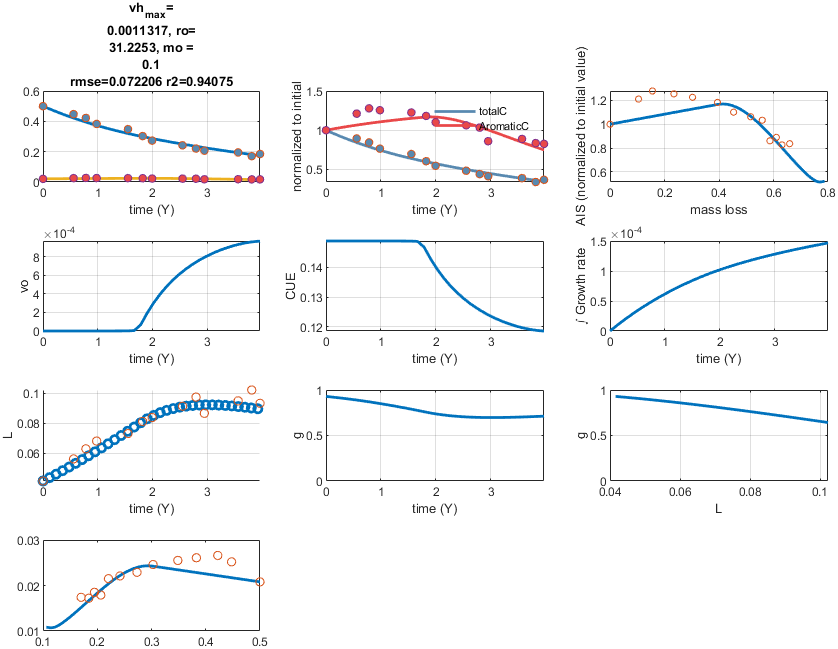 vh_max=
0.0011317, ro=
31.2253, mo =
0.1
rmse=0.072206 r2=0.94075
0.6
0.4
0.2
0
0 1 2 3
time (Y)
1.5
1
0.5
normalized to initial
totalC
AromaticC
0 1 2 3
time (Y)
1.2
1
0.8
0.6
AIS (normalized to initial value)
0 0.2 0.4 0.6 0.8
mass loss
×10^-4
8
6
4
2
0
vo
0 1 2 3
time (Y)
0.14
0.13
0.12
CUE
0 1 2 3
time (Y)
×10^-4
1.5
1
0.5
0
∫ Growth rate
0 1 2 3
time (Y)
0.1
0.08
0.06
L
0 1 2 3
time (Y)
1
0.5
0
g
0 1 2 3
time (Y)
1
0.5
0
g
0.04 0.06 0.08 0.1
L
0.03
0.02
0.01
0.1 0.2 0.3 0.4 0.5